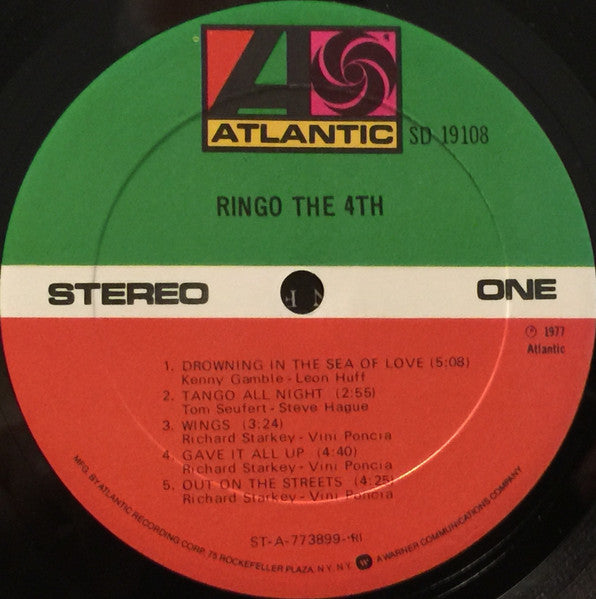 ATLANTIC
SD 19108
RINGO THE 4TH
STEREO
ONE
℗ 1977
Atlantic
1. DROWNING IN THE SEA OF LOVE (5:08)
Kenny Gamble - Leon Huff
2. TANGO ALL NIGHT (2:55)
Tom Seufert - Steve Hague
3. WINGS (3:24)
Richard Starkey - Vini Poncia
4. GAVE IT ALL UP (4:40)
Richard Starkey - Vini Poncia
5. OUT ON THE STREETS (4:25)
Richard Starkey - Vini Poncia
ST-A-773899-RI
MFG. BY ATLANTIC RECORDING CORP., 75 ROCKEFELLER PLAZA, N.Y. N.Y. A WARNER COMMUNICATIONS COMPANY